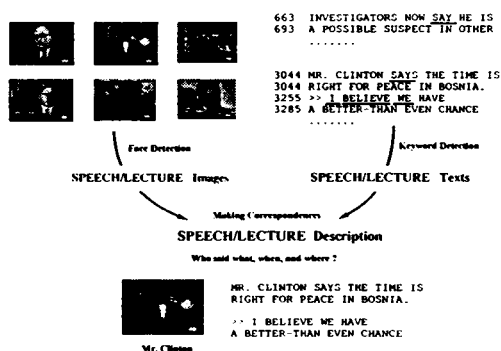 663 INVESTIGATORS NOW SAY HE IS
693 A POSSIBLE SUSPECT IN OTHER
.......
3044 MR. CLINTON SAYS THE TIME IS
3044 RIGHT FOR PEACE IN BOSNIA.
3255 >> I BELIEVE WE HAVE
3285 A BETTER-THAN EVEN CHANCE
.......
Face Detection
Keyword Detection
SPEECH/LECTURE Images
SPEECH/LECTURE Texts
Making Correspondences
SPEECH/LECTURE Description
Who said what, when, and where ?
MR. CLINTON SAYS THE TIME IS
RIGHT FOR PEACE IN BOSNIA.
>> I BELIEVE WE HAVE
A BETTER-THAN EVEN CHANCE
Mr. Clinton